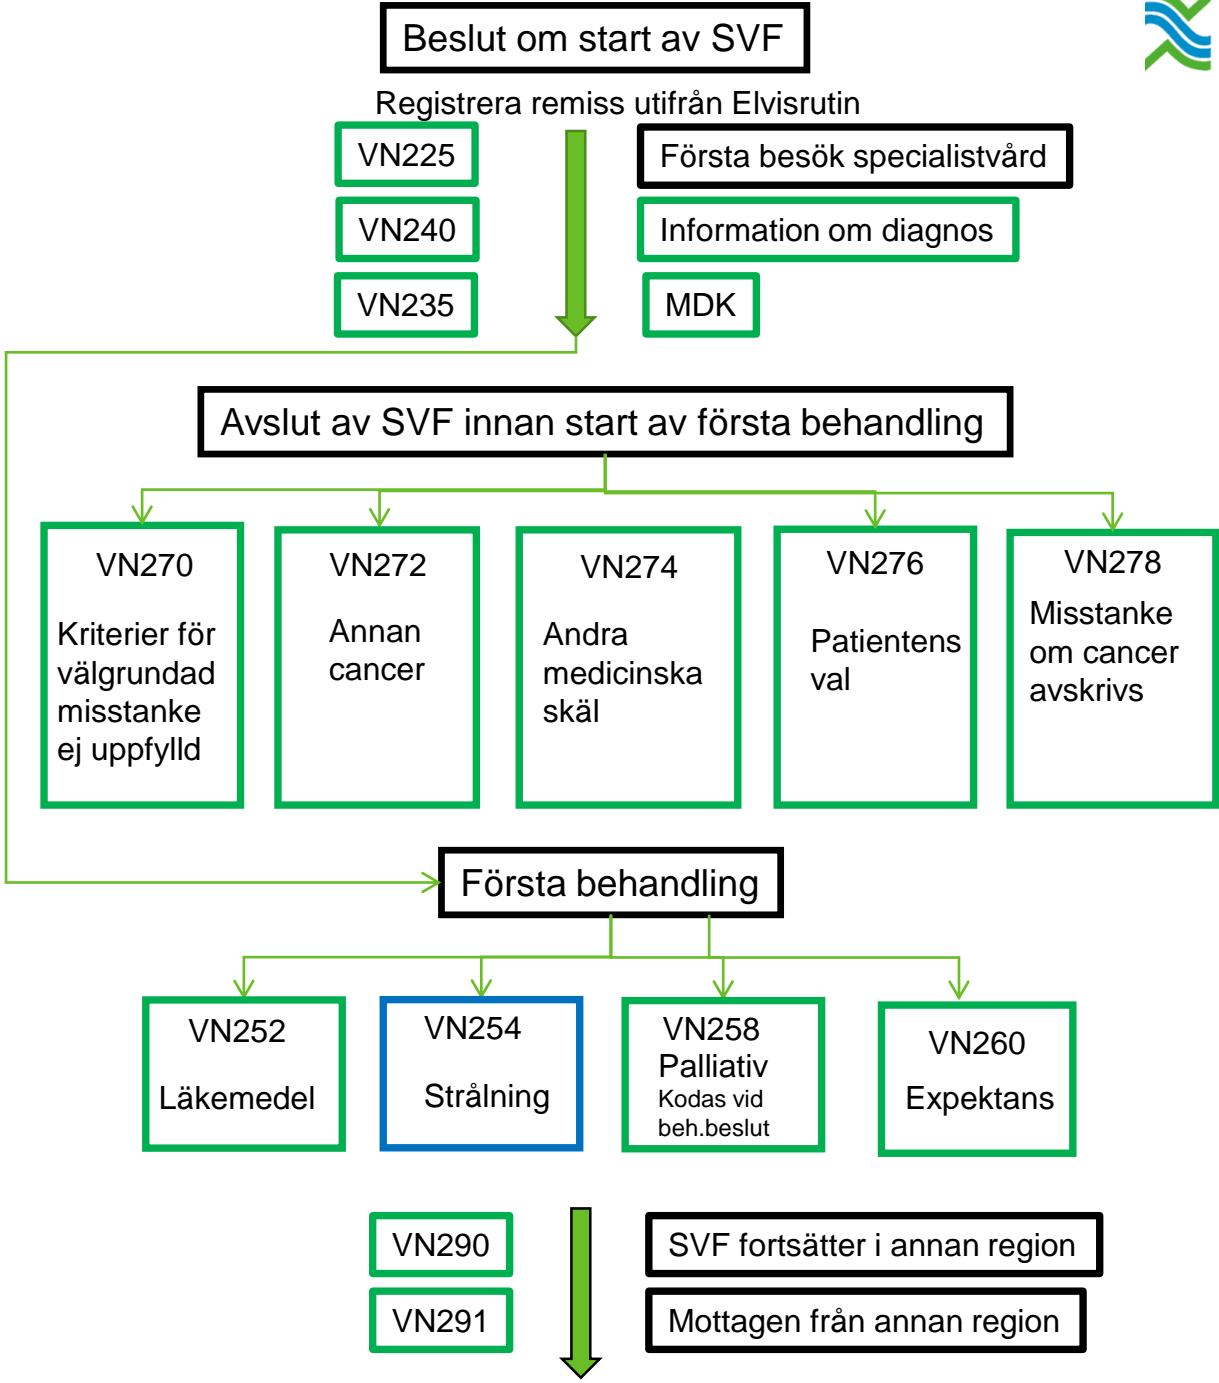 Beslut om start av SVF
Registrera remiss utifrån Elvisrutin
VN225
Första besök specialistvård
VN240
Information om diagnos
VN235
MDK
Avslut av SVF innan start av första behandling
VN270
Kriterier för
välgrundad
misstanke
ej uppfylld
VN272
Annan
cancer
VN274
Andra
medicinska
skäl
VN276
Patientens
val
VN278
Misstanke
om cancer
avskrivs
Första behandling
VN252
Läkemedel
VN254
Strålning
VN258
Palliativ
Kodas vid
beh.beslut
VN260
Expektans
VN290
SVF fortsätter i annan region
VN291
Mottagen från annan region